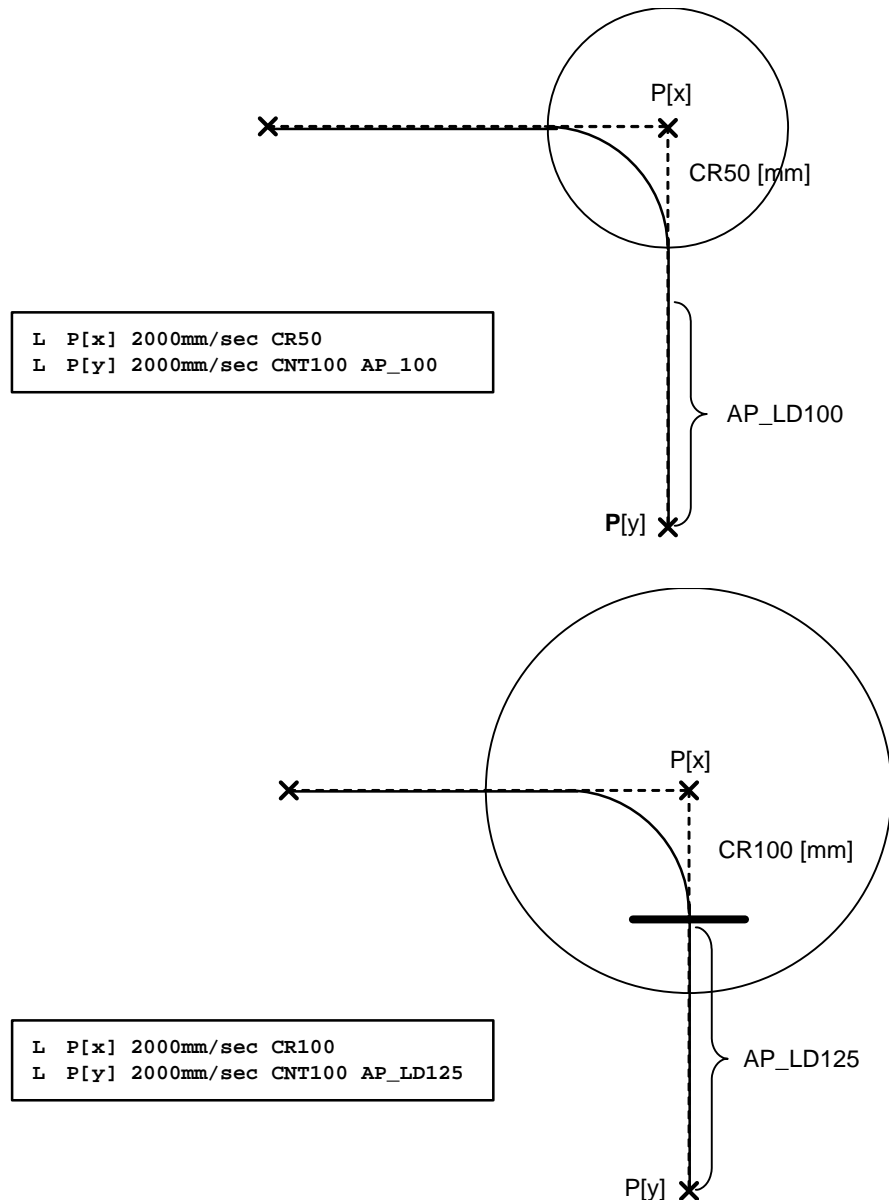 P[x]
CR50 [mm]
L P[x] 2000mm/sec CR50
L P[y] 2000mm/sec CNT100 AP_100
AP_LD100
P[y]
P[x]
CR100 [mm]
L P[x] 2000mm/sec CR100
L P[y] 2000mm/sec CNT100 AP_LD125
AP_LD125
P[y]